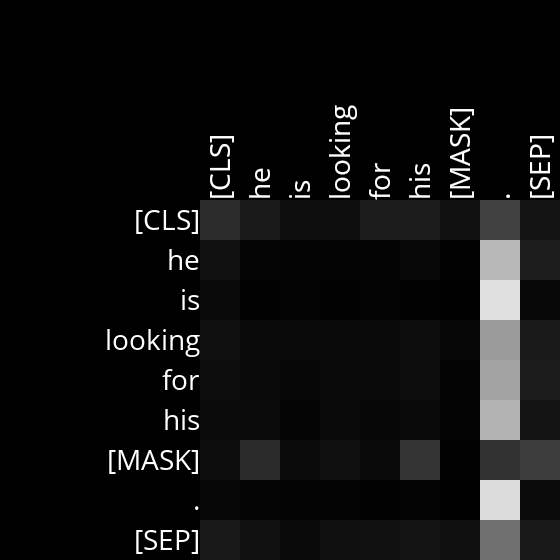 [CLS] he is looking for his [MASK] . [SEP]
[CLS]
he
is
looking
for
his
[MASK]
.
[SEP]